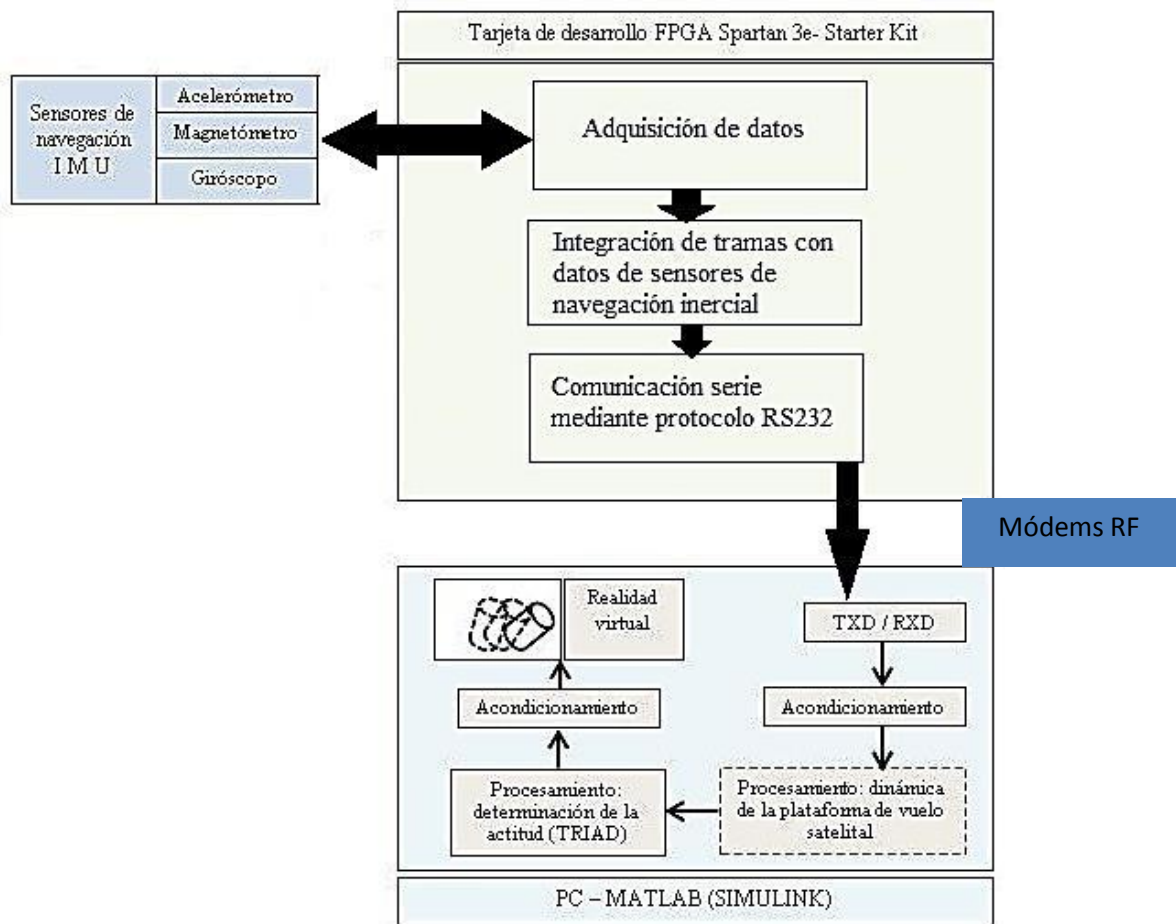 Tarjeta de desarrollo FPGA Spartan 3e- Starter Kit
Sensores de
navegación
I M U
Acelerómetro
Magnetómetro
Giróscopo
Adquisición de datos
Integración de tramas con
datos de sensores de
navegación inercial
Comunicación serie
mediante protocolo RS232
Módems RF
Realidad
virtual
TXD / RXD
Acondicionamiento
Acondicionamiento
Procesamiento:
determinación de la
actitud (TRIAD)
Procesamiento: dinámica
de la plataforma de vuelo
satelital
PC – MATLAB (SIMULINK)